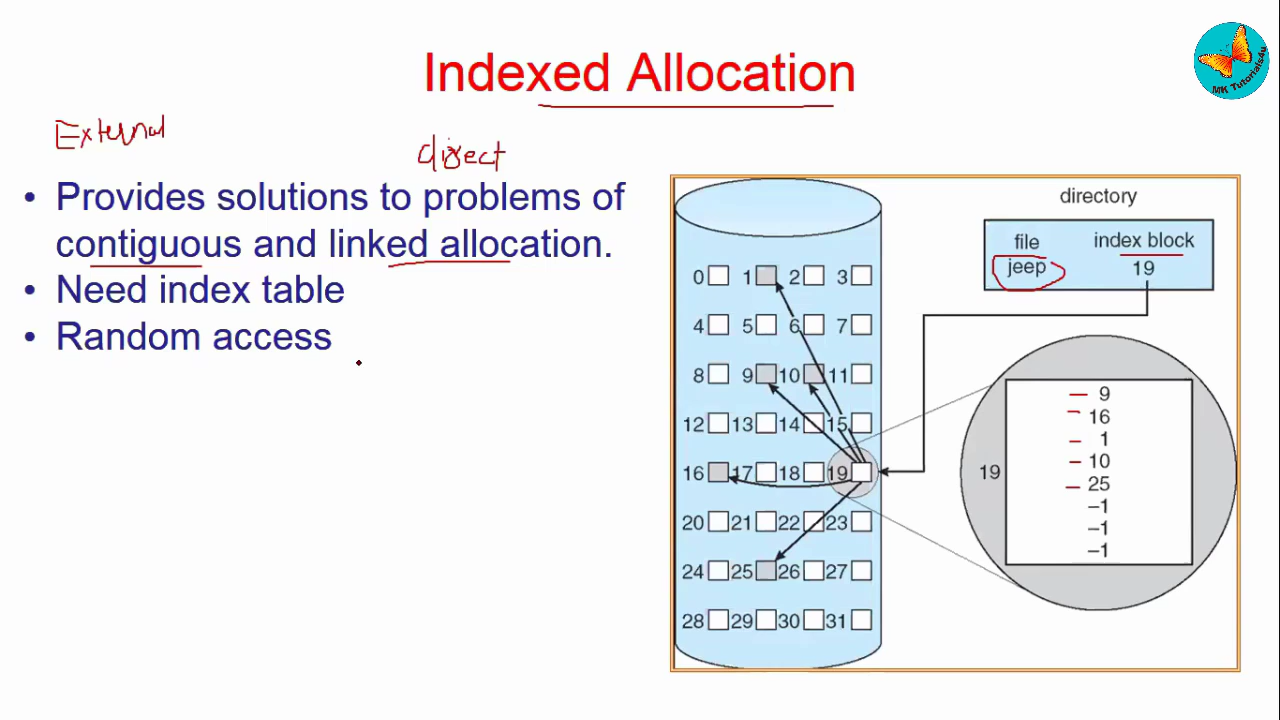 Indexed Allocation
MK Tutorials4u
External
direct
• Provides solutions to problems of
contiguous and linked allocation.
• Need index table
• Random access
directory
file index block
jeep 19
0 1 2 3
4 5 6 7
8 9 10 11
12 13 14 15
16 17 18 19
20 21 22 23
24 25 26 27
28 29 30 31
19
9
16
1
10
25
–1
–1
–1